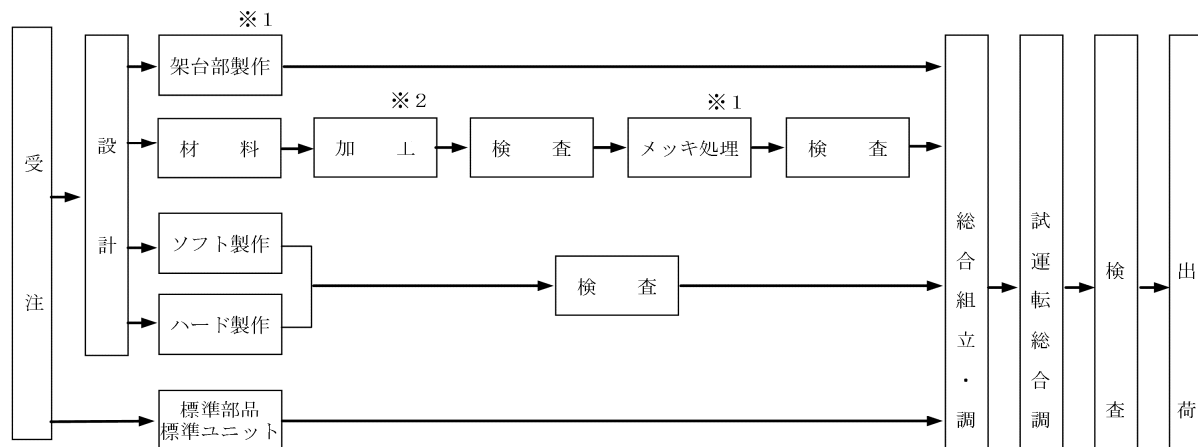 受注
設計
※１
架台部製作
材料
※２
加工
検査
※１
メッキ処理
検査
ソフト製作
ハード製作
検査
標準部品
標準ユニット
総合組立・調
試運転総合調
検査
出荷